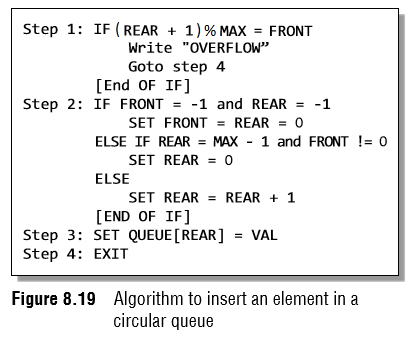 Step 1: IF (REAR + 1)%MAX = FRONT
Write "OVERFLOW”
Goto step 4
[End OF IF]
Step 2: IF FRONT = -1 and REAR = -1
SET FRONT = REAR = 0
ELSE IF REAR = MAX - 1 and FRONT != 0
SET REAR = 0
ELSE
SET REAR = REAR + 1
[END OF IF]
Step 3: SET QUEUE[REAR] = VAL
Step 4: EXIT
Figure 8.19 Algorithm to insert an element in a
circular queue